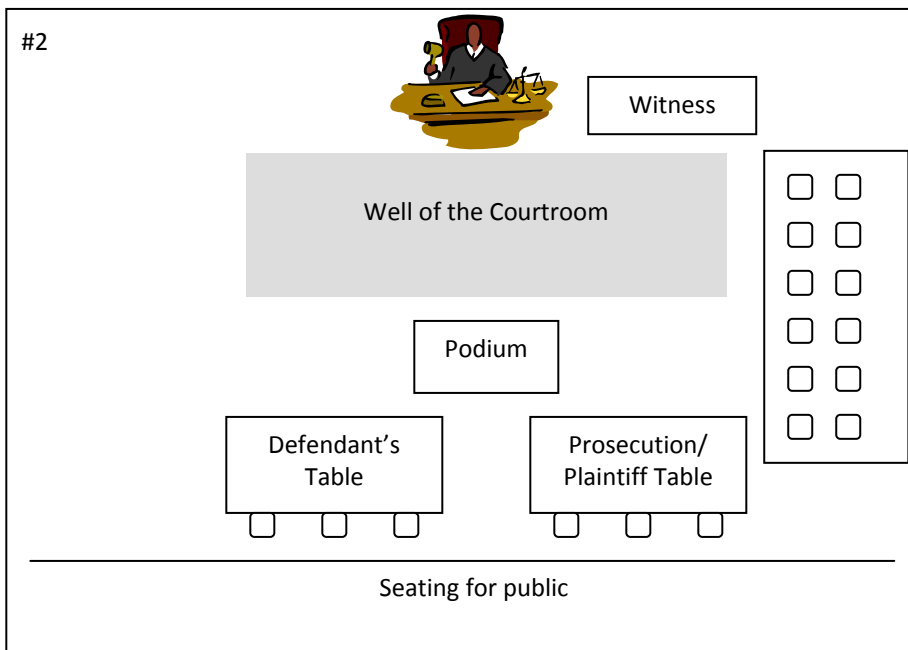 #2
Witness
Well of the Courtroom
Podium
Defendant’s
Table
Prosecution/
Plaintiff Table
Seating for public